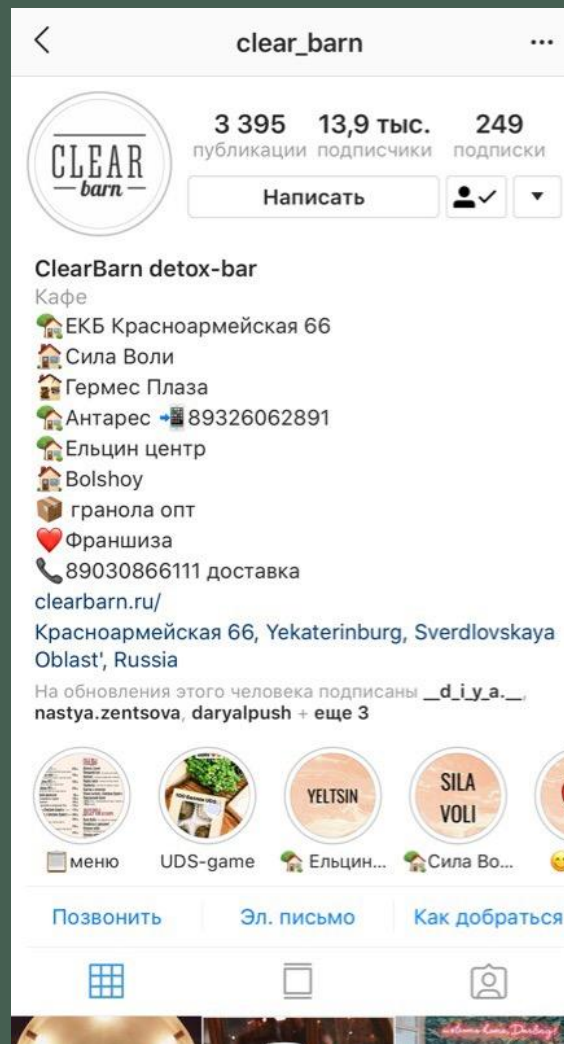 clear_barn
CLEAR
barn
3 395 13,9 тыс. 249
публикации подписчики подписки
Написать
ClearBarn detox-bar
Кафе
🏡ЕКБ Красноармейская 66
🏠Сила Воли
🏠Гермес Плаза
🏡Антарес 📲89326062891
🏡Ельцин центр
🏠Bolshoy
📦 гранола опт
❤️Франшиза
📞89030866111 доставка
clearbarn.ru/
Красноармейская 66, Yekaterinburg, Sverdlovskaya
Oblast', Russia
На обновления этого человека подписаны __d_i_y_a.__,
nastya.zentsova, daryalpush + еще 3
YELTSIN
SILA
VOLI
📋меню UDS-game 🏡 Ельцин... 🏡Сила Во...
Позвонить Эл. письмо Как добраться